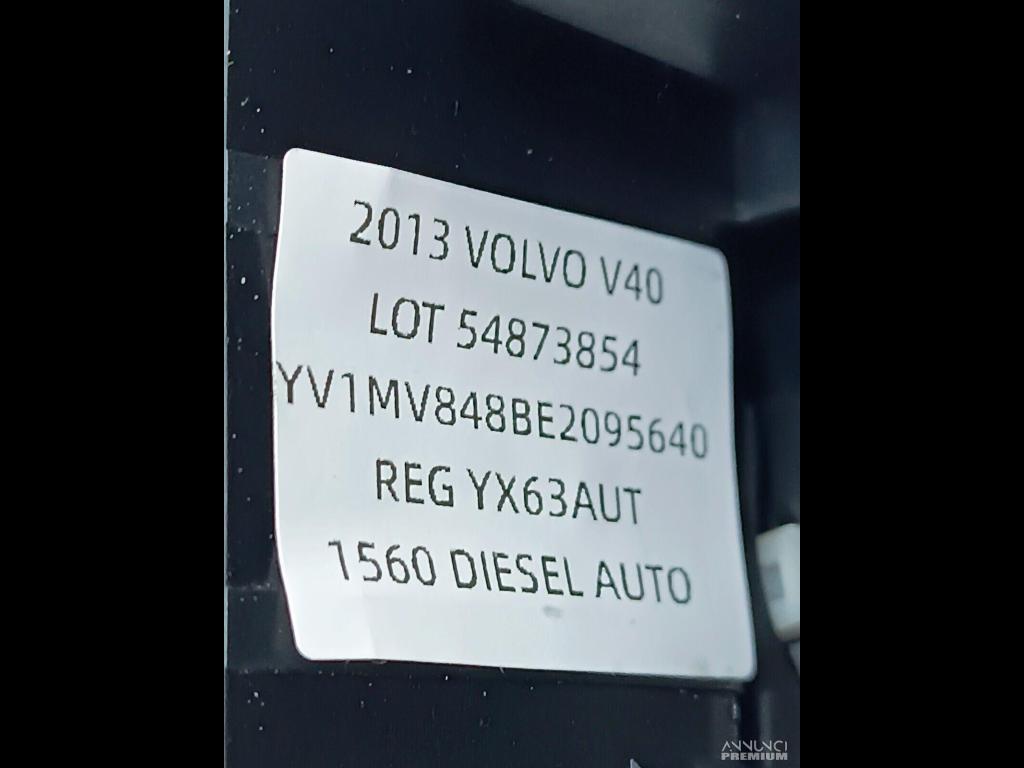 2013 VOLVO V40
LOT 54873854
YV1MV848BE2095640
REG YX63AUT
1560 DIESEL AUTO
ANNUNCI
PREMIUM